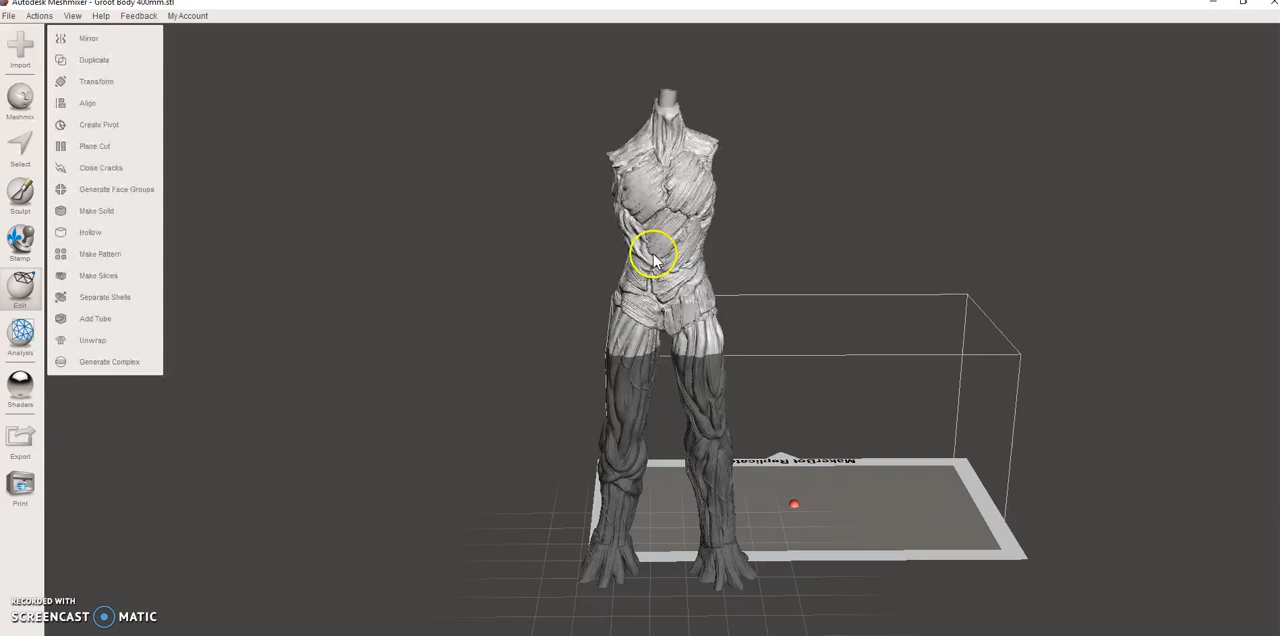 Autodesk Meshmixer - Groot Body 400mm.stl
File Actions View Help Feedback My Account
Import
Meshmix
Select
Sculpt
Stamp
Edit
Analysis
Shaders
Export
Print
Mirror
Duplicate
Transform
Align
Create Pivot
Plane Cut
Close Cracks
Generate Face Groups
Make Solid
Hollow
Make Pattern
Make Slices
Separate Shells
Add Tube
Unwrap
Generate Complex
MakerBot Replicato
RECORDED WITH
SCREENCAST MATIC